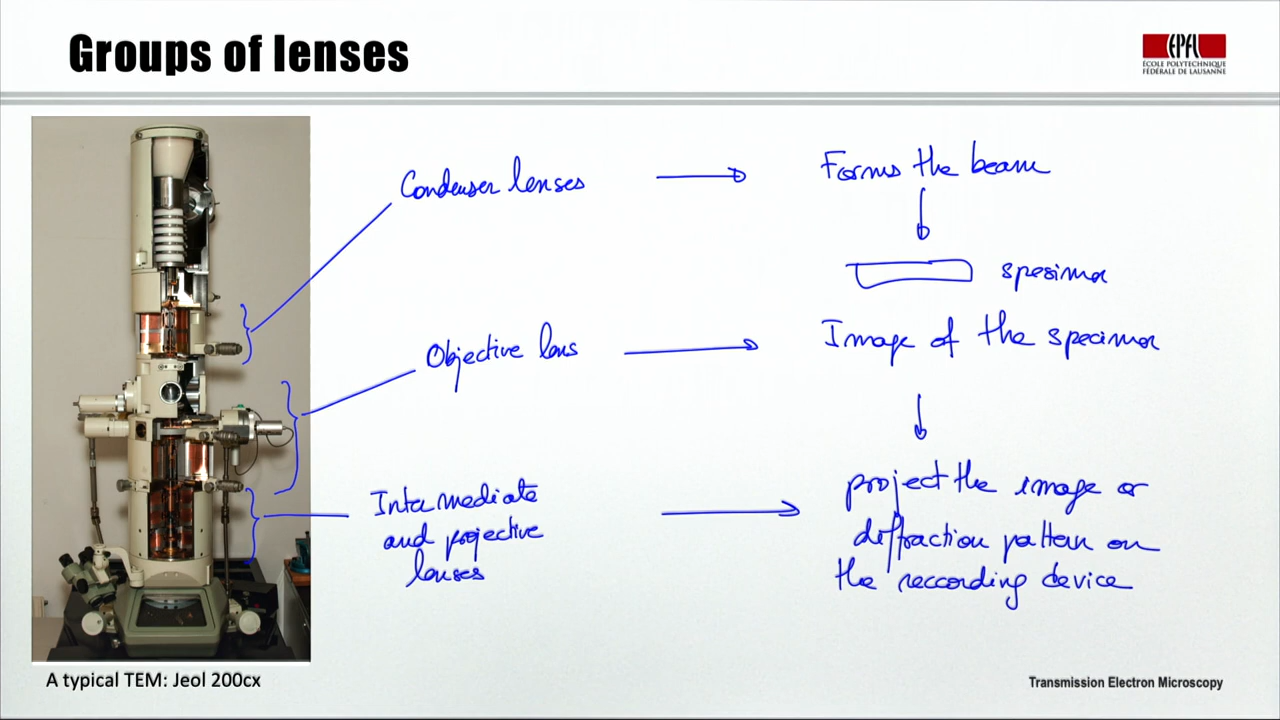 Groups of lenses
EPFL
ÉCOLE POLYTECHNIQUE
FÉDÉRALE DE LAUSANNE
Condenser lenses
Forms the beam
spesimen
Objective lens
Image of the specimen
Intermediate
and projective
lenses
project the image or
diffraction pattern on
the reccording device
A typical TEM: Jeol 200cx
Transmission Electron Microscopy